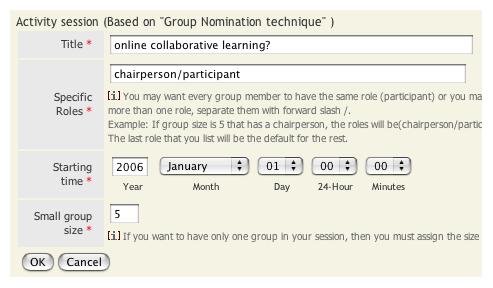 Activity session (Based on "Group Nomination technique" )
Title * online collaborative learning?
chairperson/participant
Specific Roles *
[i] You may want every group member to have the same role (participant) or you ma
more than one role, separate them with forward slash /.
Example: If group size is 5 that has a chairperson, the roles will be(chairperson/partic
The last role that you list will be the default for the rest.
Starting time * 2006 January 01 00 00
Year Month Day 24-Hour Minutes
Small group size * 5
[i] If you want to have only one group in your session, then you must assign the size
OK Cancel